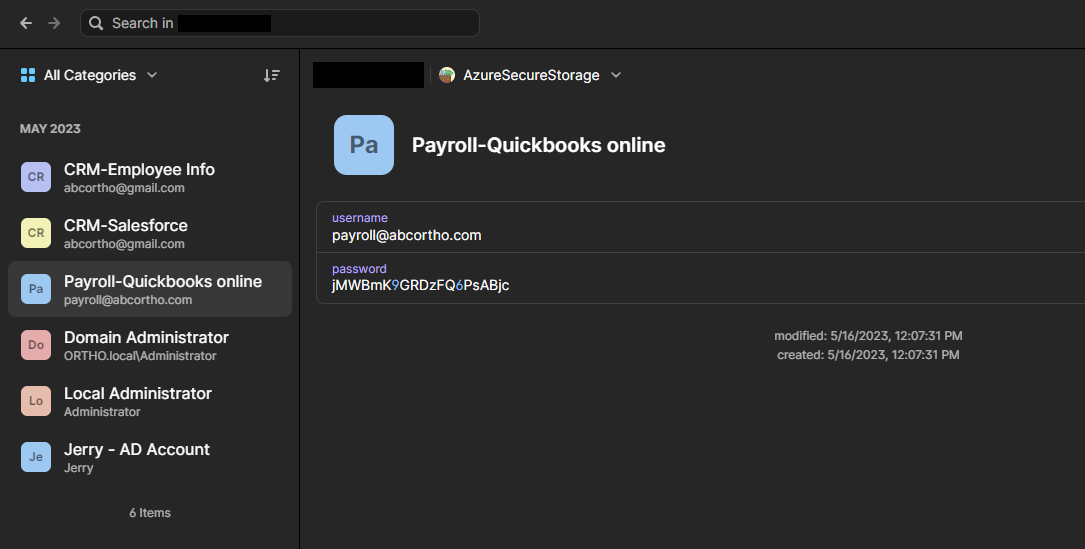 Search in
All Categories
MAY 2023
CR
CRM-Employee Info
abcortho@gmail.com
CR
CRM-Salesforce
abcortho@gmail.com
Pa
Payroll-Quickbooks online
payroll@abcortho.com
Do
Domain Administrator
ORTHO.local\Administrator
Lo
Local Administrator
Administrator
Je
Jerry - AD Account
Jerry
6 Items
AzureSecureStorage
Pa
Payroll-Quickbooks online
username
payroll@abcortho.com
password
jMWBmK9GRDzFQ6PsABjc
modified: 5/16/2023, 12:07:31 PM
created: 5/16/2023, 12:07:31 PM